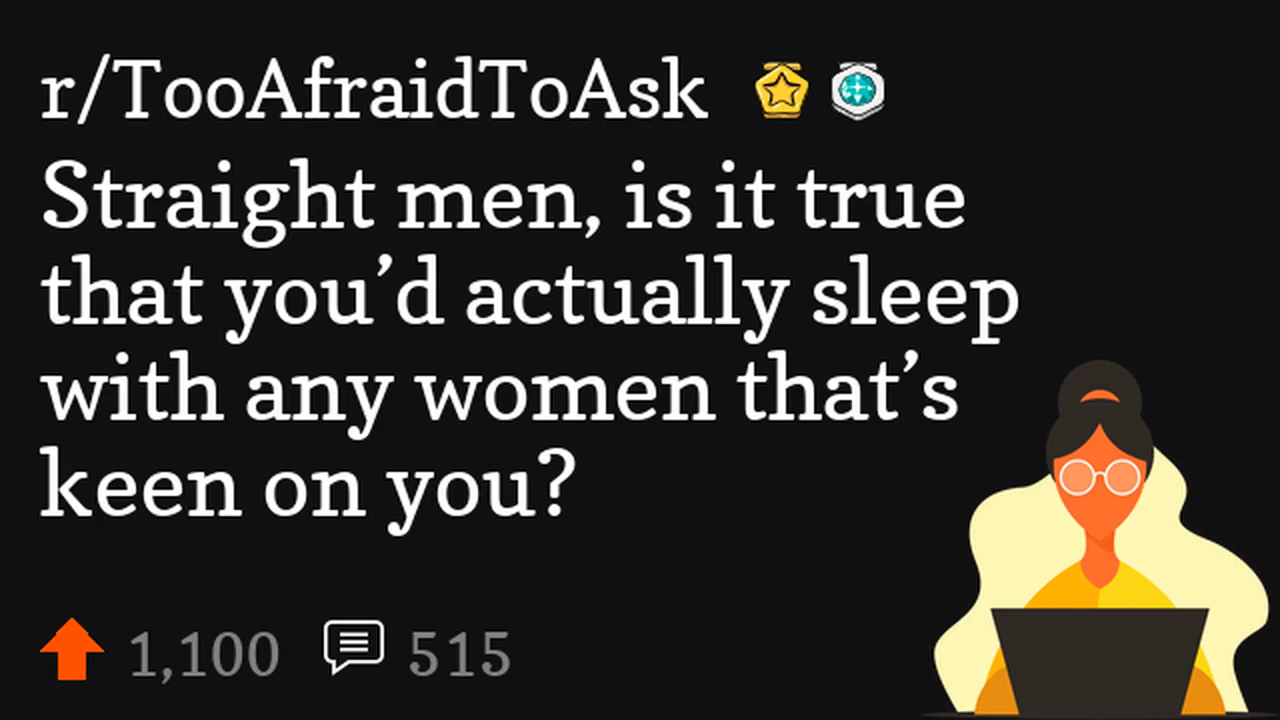 r/TooAfraidToAsk
Straight men, is it true
that you’d actually sleep
with any women that’s
keen on you?
1,100 515